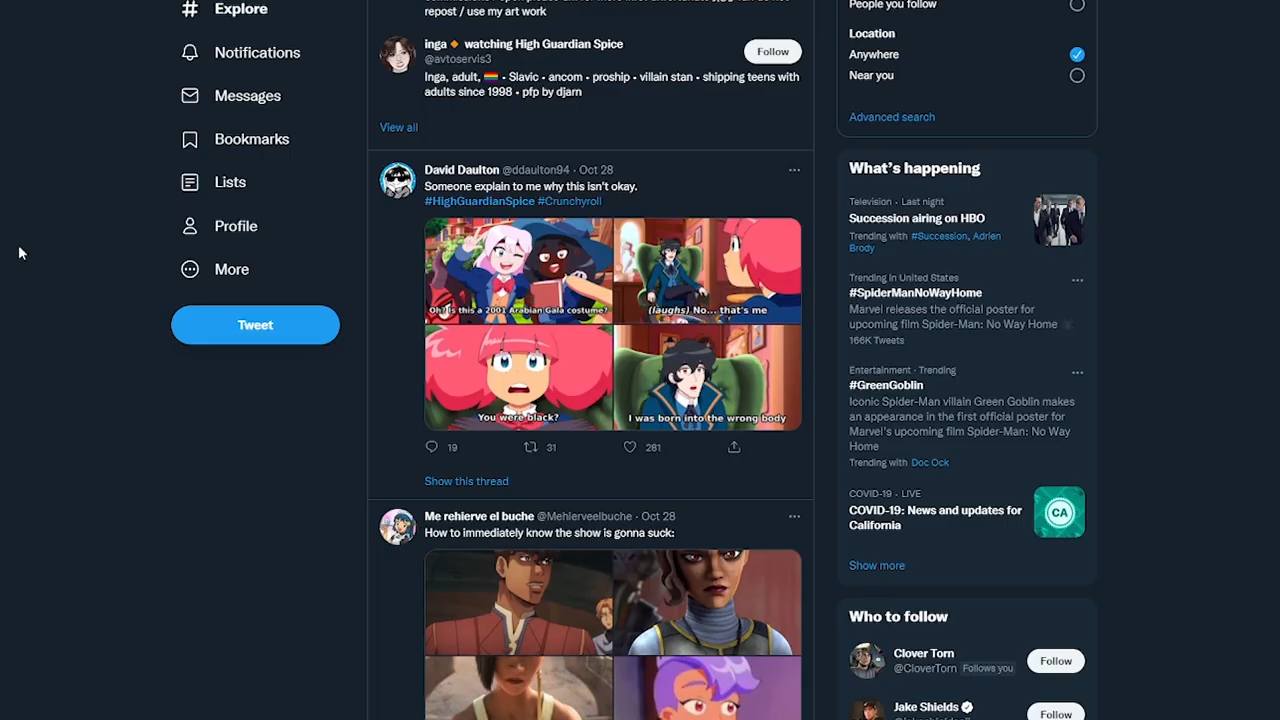 Explore
Notifications
Messages
Bookmarks
Lists
Profile
More
Tweet
repost / use my art work
inga 🔸 watching High Guardian Spice
@avtoservis3
Follow
Inga, adult, 🏳️‍🌈 • Slavic • ancom • proship • villain stan • shipping teens with
adults since 1998 • pfp by djarn
View all
David Daulton @ddaulton94 · Oct 28
Someone explain to me why this isn't okay.
#HighGuardianSpice #Crunchyroll
Oh? Is this a 2001 Arabian Gala costume?
(laughs) No... that's me
You were black?
I was born into the wrong body
19
31
281
Show this thread
Me rehierve el buche @Mehierveelbuche · Oct 28
How to immediately know the show is gonna suck:
People you follow
Location
Anywhere
Near you
Advanced search
What's happening
Television · Last night
Succession airing on HBO
Trending with #Succession, Adrien
Brody
Trending in United States
#SpiderManNoWayHome
Marvel releases the official poster for
upcoming film Spider-Man: No Way Home
166K Tweets
Entertainment · Trending
#GreenGoblin
Iconic Spider-Man villain Green Goblin makes
an appearance in the first official poster for
Marvel's upcoming film Spider-Man: No Way
Home
Trending with Doc Ock
COVID-19 · LIVE
COVID-19: News and updates for
California
CA
Show more
Who to follow
Clover Torn
@CloverTorn Follows you
Follow
Jake Shields
Follow